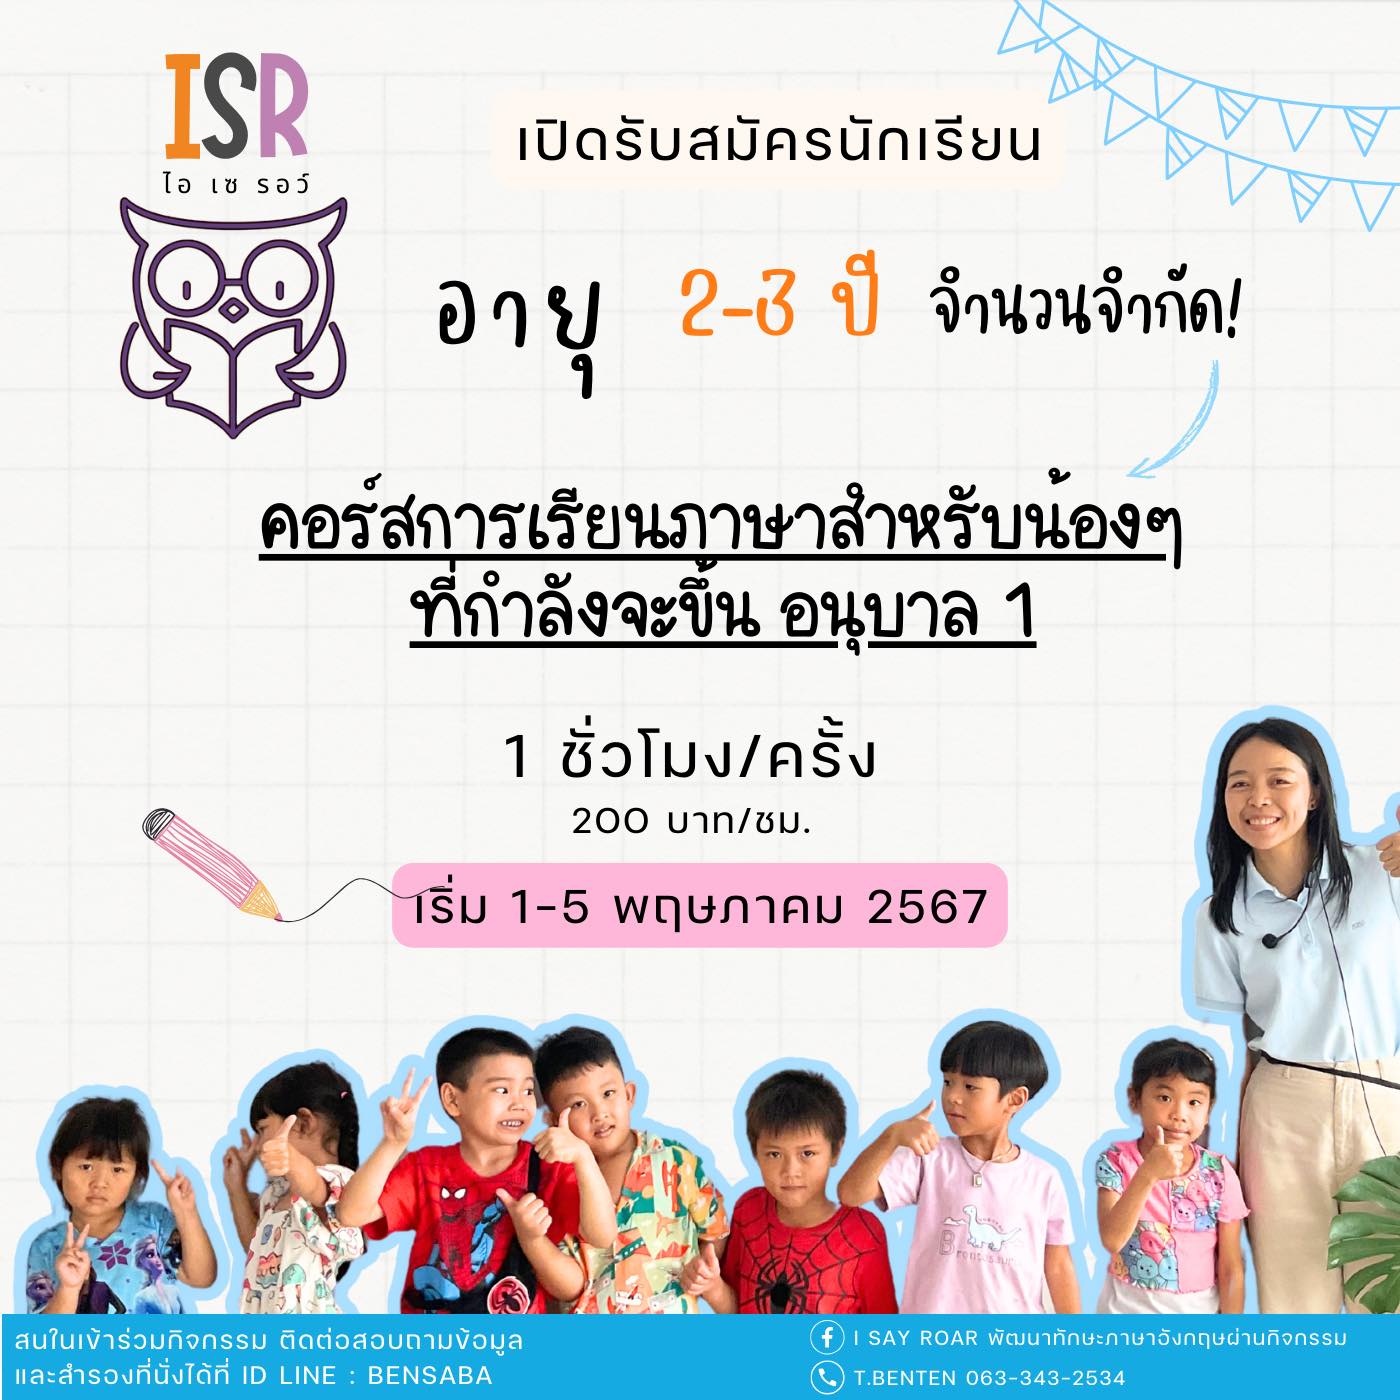 ISR
ไอ เซ รอว์
เปิดรับสมัครนักเรียน
อายุ 2-3 ปี จำนวนจำกัด!
คอร์สการเรียนภาษาสำหรับน้องๆ
ที่กำลังจะขึ้น อนุบาล 1
1 ชั่วโมง/ครั้ง
200 บาท/ชม.
เริ่ม 1-5 พฤษภาคม 2567
Brontosaur
สนในเข้าร่วมกิจกรรม ติดต่อสอบถามข้อมูล
และสำรองที่นั่งได้ที่ ID LINE : BENSABA
I SAY ROAR พัฒนาทักษะภาษาอังกฤษผ่านกิจกรรม
T.BENTEN 063-343-2534